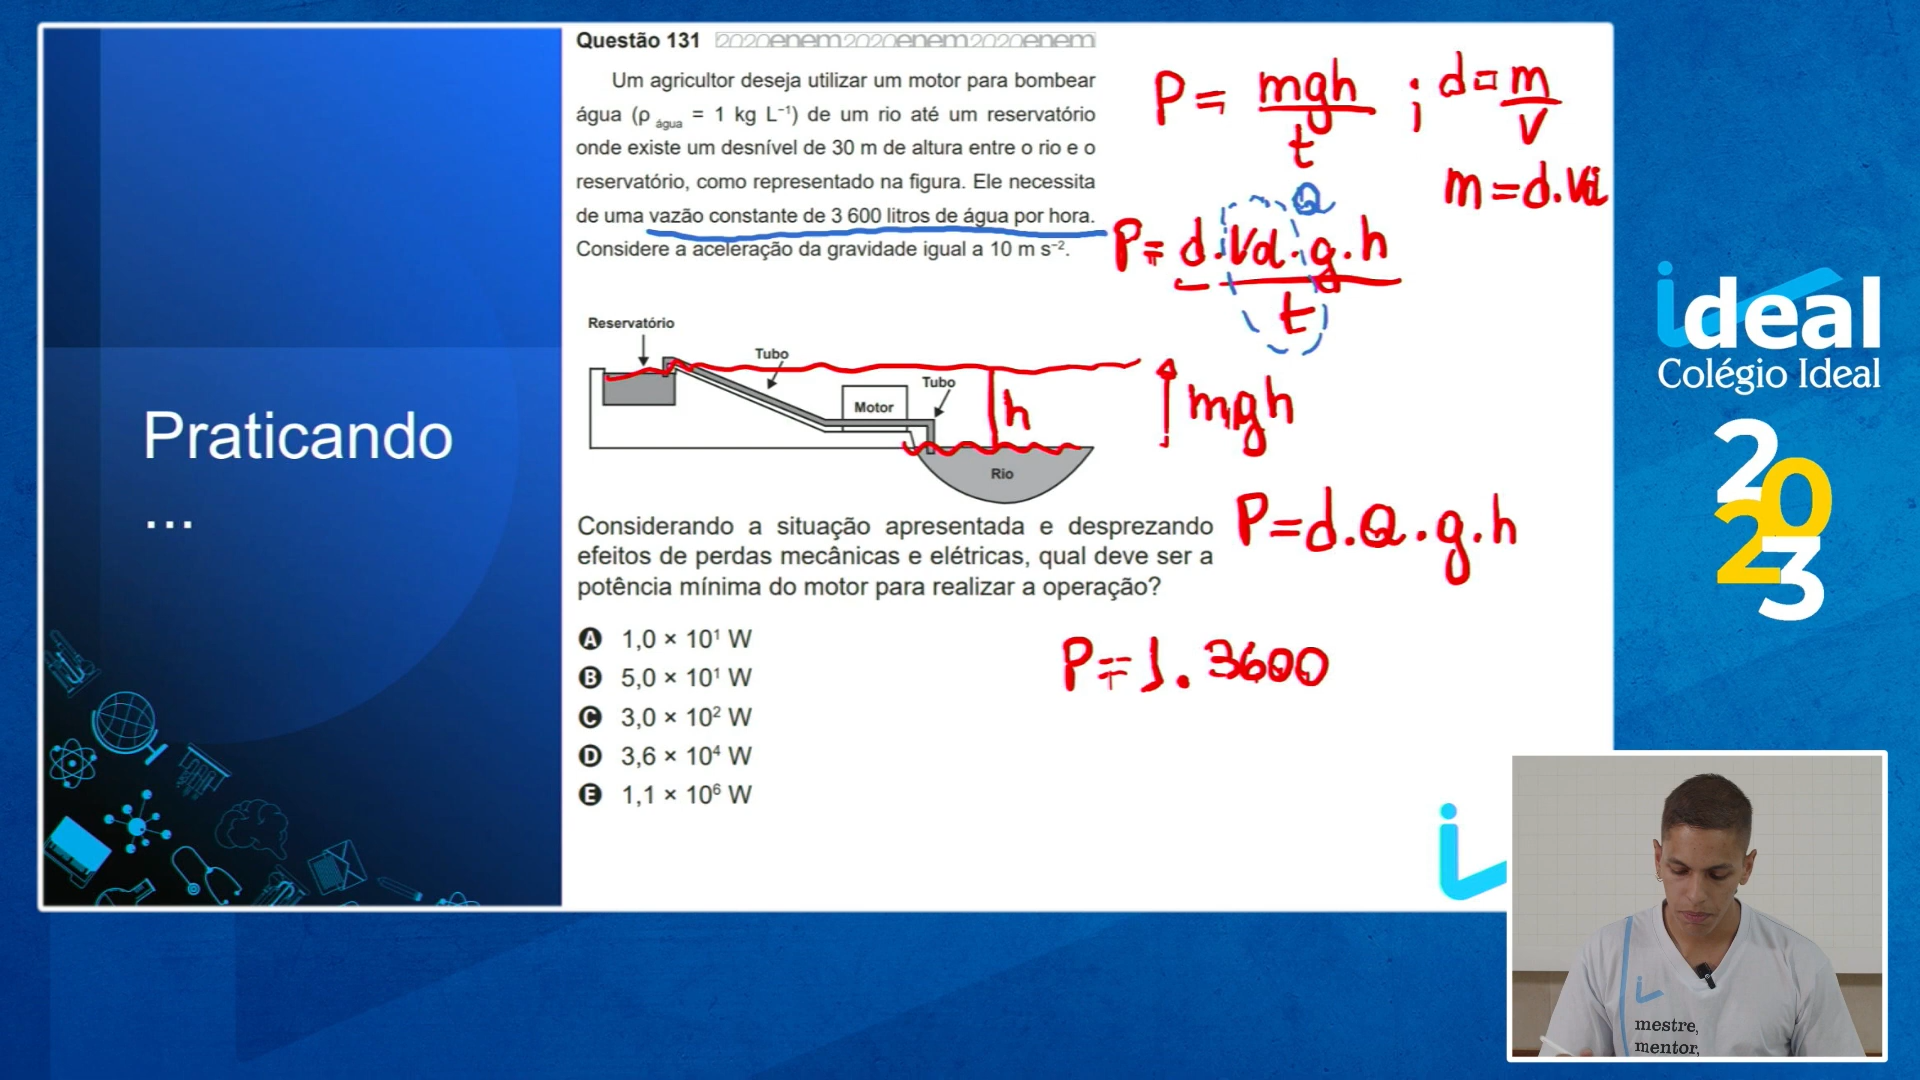 Praticando
...
Questão 131 2020enem2020enem2020enem
Um agricultor deseja utilizar um motor para bombear
água (ρ água = 1 kg L⁻¹) de um rio até um reservatório
onde existe um desnível de 30 m de altura entre o rio e o
reservatório, como representado na figura. Ele necessita
de uma vazão constante de 3 600 litros de água por hora.
Considere a aceleração da gravidade igual a 10 m s⁻².
Reservatório
Tubo
Tubo
Motor
Rio
h
Considerando a situação apresentada e desprezando
efeitos de perdas mecânicas e elétricas, qual deve ser a
potência mínima do motor para realizar a operação?
A 1,0 × 10¹ W
B 5,0 × 10¹ W
C 3,0 × 10² W
D 3,6 × 10⁴ W
E 1,1 × 10⁶ W
P = mgh / t ; d = m / V
m = d.Vol
Q
P = d.Vol.g.h / t
mgh
P = d.Q.g.h
P = 1.3600
ideal
Colégio Ideal
2023
mestre,
mentor,